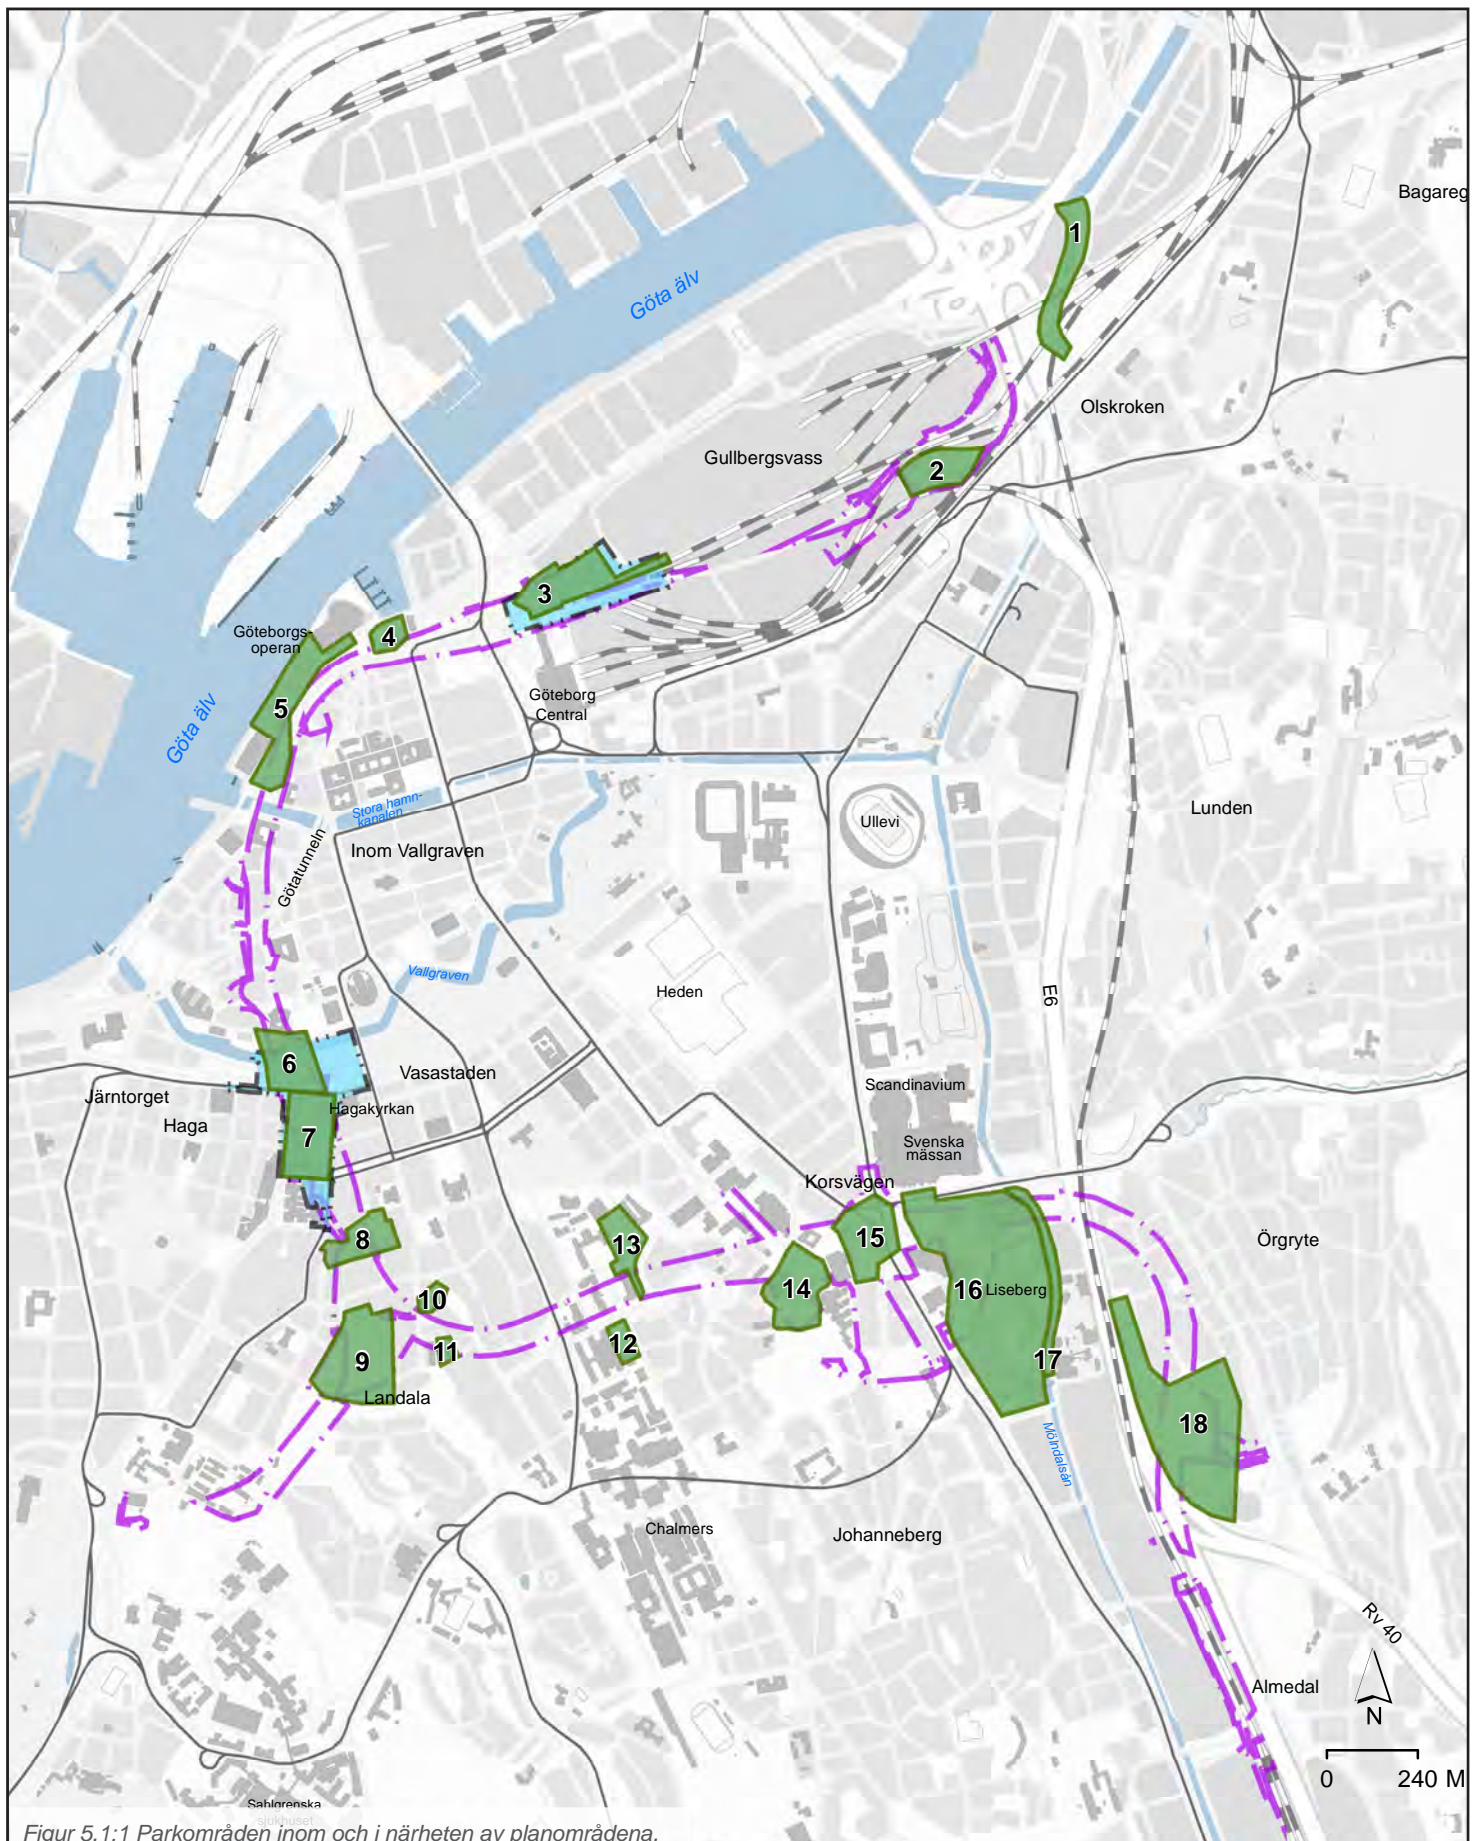 Bagareg
1
Göta älv
Olskroken
Gullbergsvass
2
3
4
Göteborgs-
operan
Göteborg
Central
5
Göta älv
Stora hamn-
kanalen
Ullevi
Lunden
Inom Vallgraven
Götatunneln
Vallgraven
Heden
E6
6
Vasastaden
Scandinavium
Järntorget
Hagakyrkan
Haga
7
Svenska
mässan
Korsvägen
8
13
15
Örgryte
14
16
Liseberg
10
12
11
9
17
Landala
18
Mölndalsån
Chalmers
Johanneberg
Rv 40
Almedal
N
0
240 M
Sahlgrenska
sjukhuset
Figur 5.1:1 Parkområden inom och i närheten av planområdena.